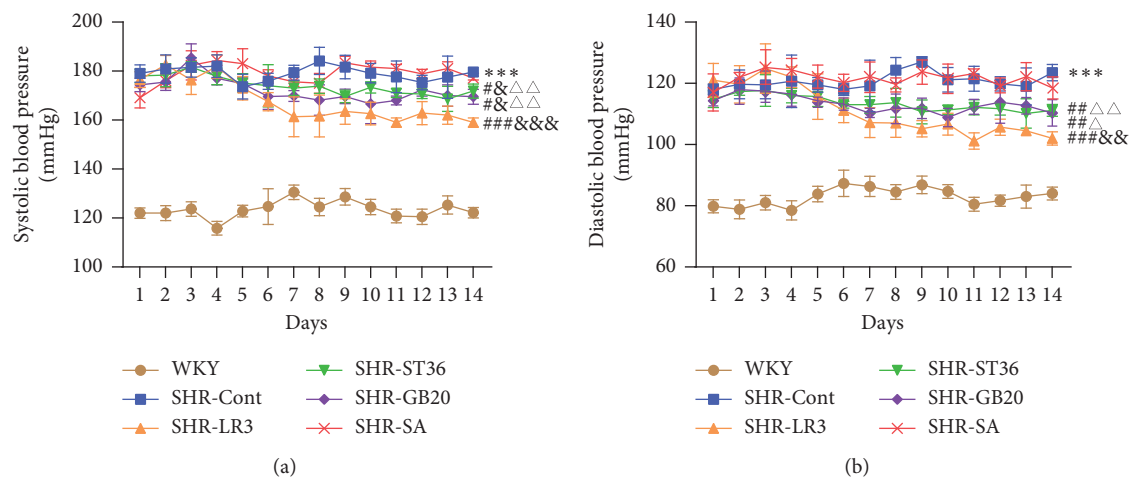 200
180
160
140
120
100
Systolic blood pressure
(mmHg)
1 2 3 4 5 6 7 8 9 10 11 12 13 14
Days
***
#&△△
#&△△
###&&&
WKY
SHR-Cont
SHR-LR3
SHR-ST36
SHR-GB20
SHR-SA
(a)
140
120
100
80
60
Diastolic blood pressure
(mmHg)
1 2 3 4 5 6 7 8 9 10 11 12 13 14
Days
***
##△△
##△
###&&
WKY
SHR-Cont
SHR-LR3
SHR-ST36
SHR-GB20
SHR-SA
(b)